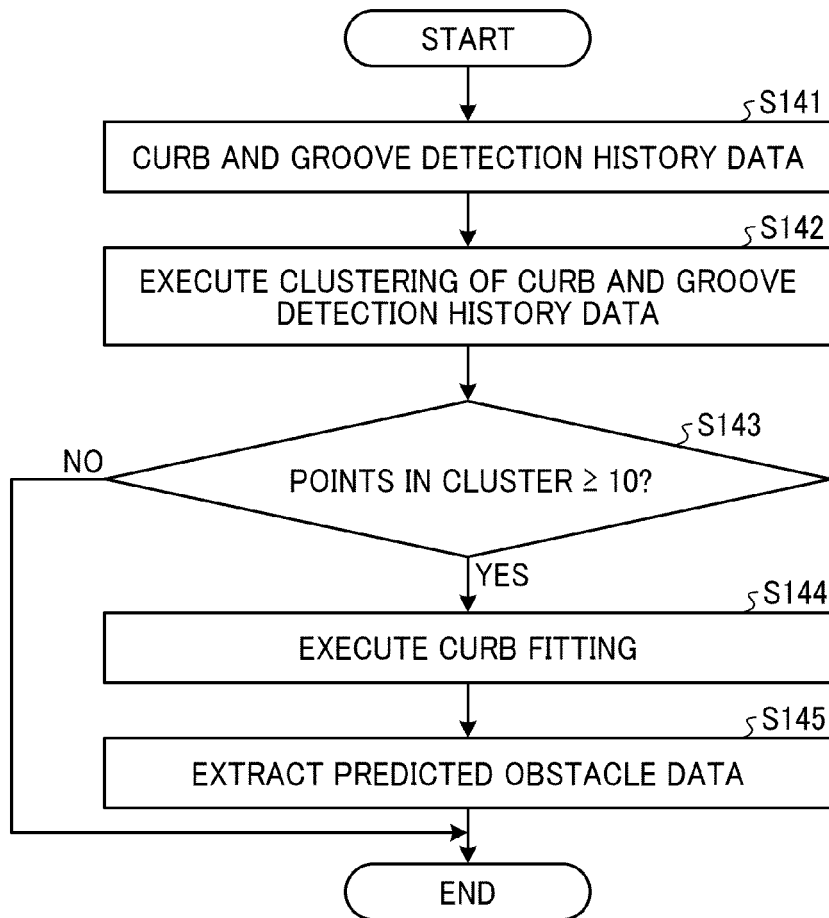 START
S141
CURB AND GROOVE DETECTION HISTORY DATA
S142
EXECUTE CLUSTERING OF CURB AND GROOVE
DETECTION HISTORY DATA
S143
NO
POINTS IN CLUSTER ≥ 10?
YES
S144
EXECUTE CURB FITTING
S145
EXTRACT PREDICTED OBSTACLE DATA
END